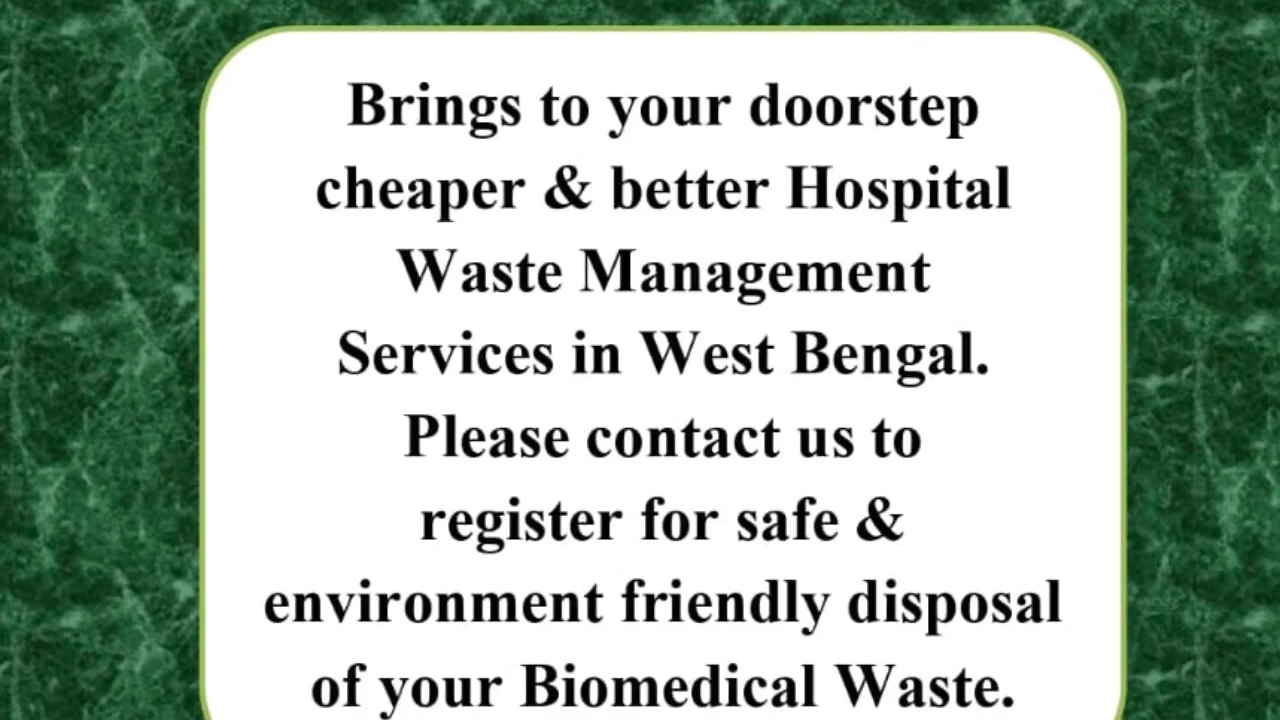 Brings to your doorstep
cheaper & better Hospital
Waste Management
Services in West Bengal.
Please contact us to
register for safe &
environment friendly disposal
of your Biomedical Waste.